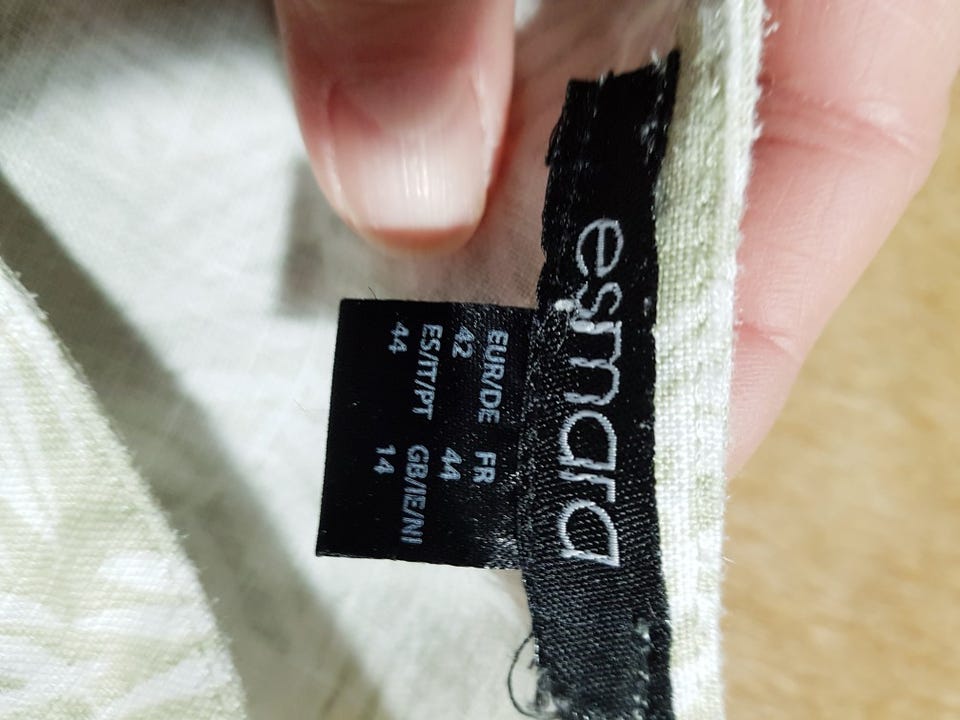 esmara
EUR/DE FR
42 44
ES/IT/PT GB/IE/NI
44 14